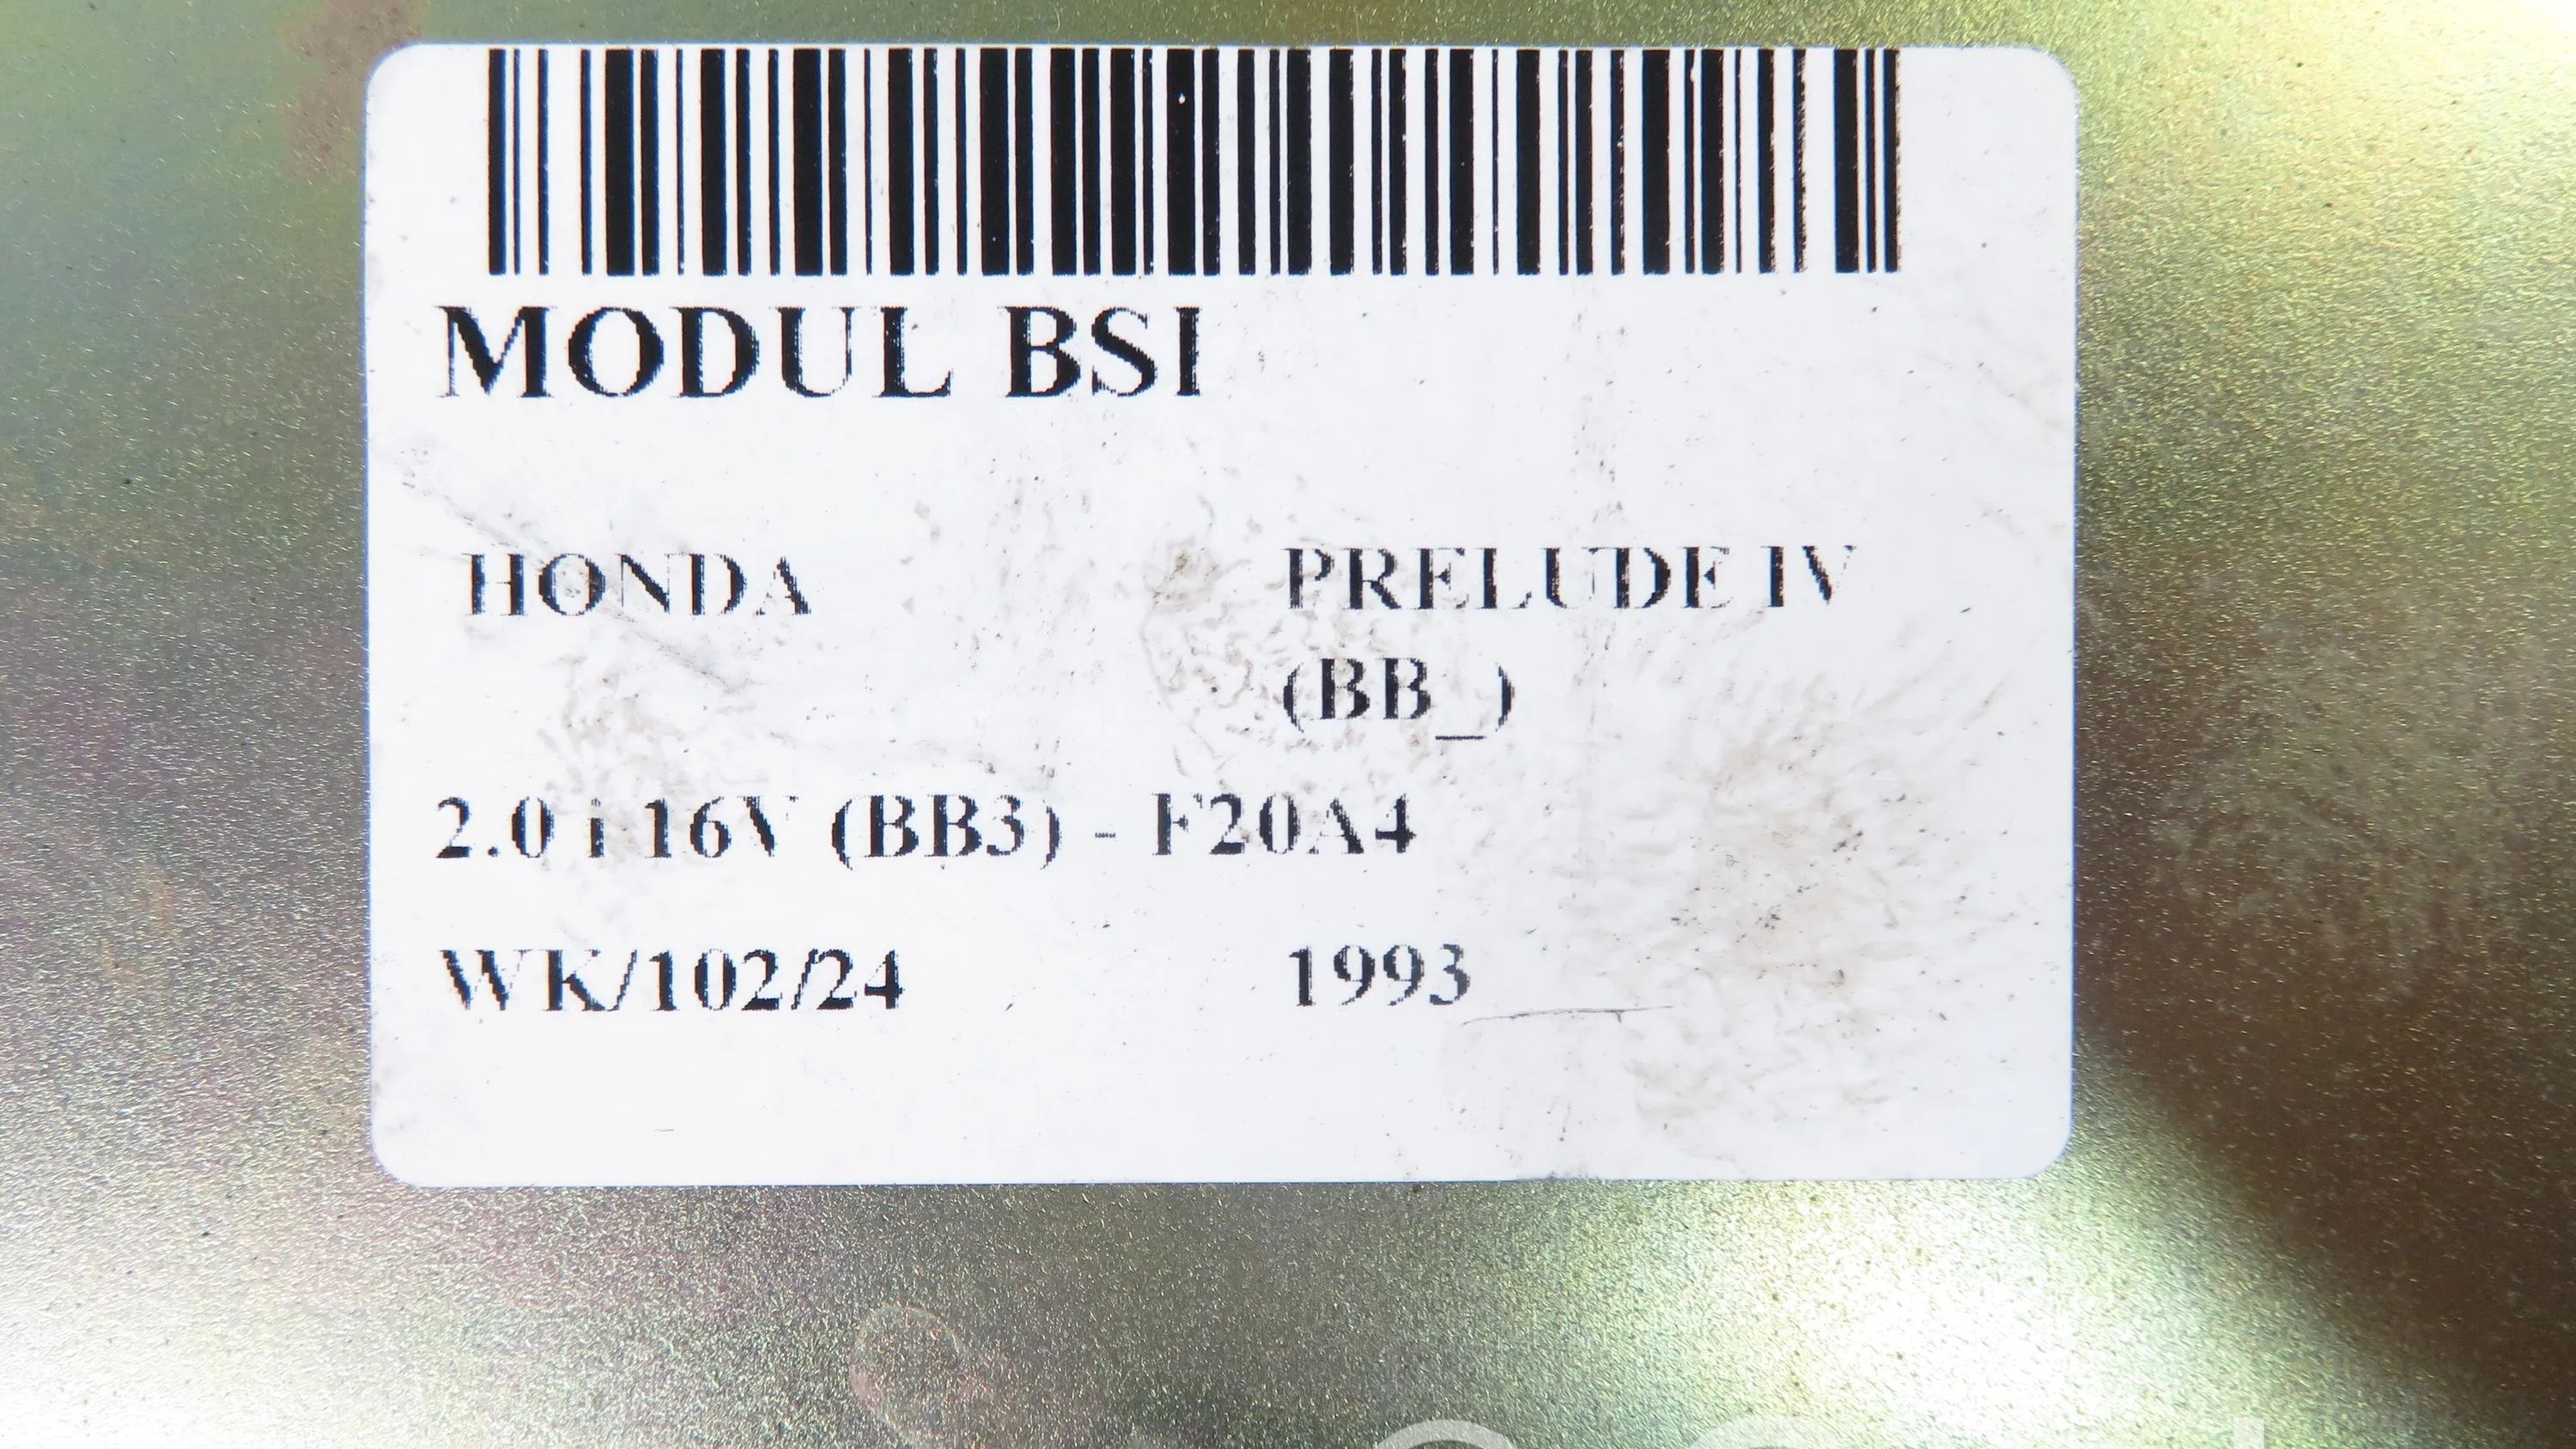 MODUL BSI
HONDA PRELUDE IV
(BB_)
2.0 i 16V (BB3) - F20A4
WK/102/24 1993